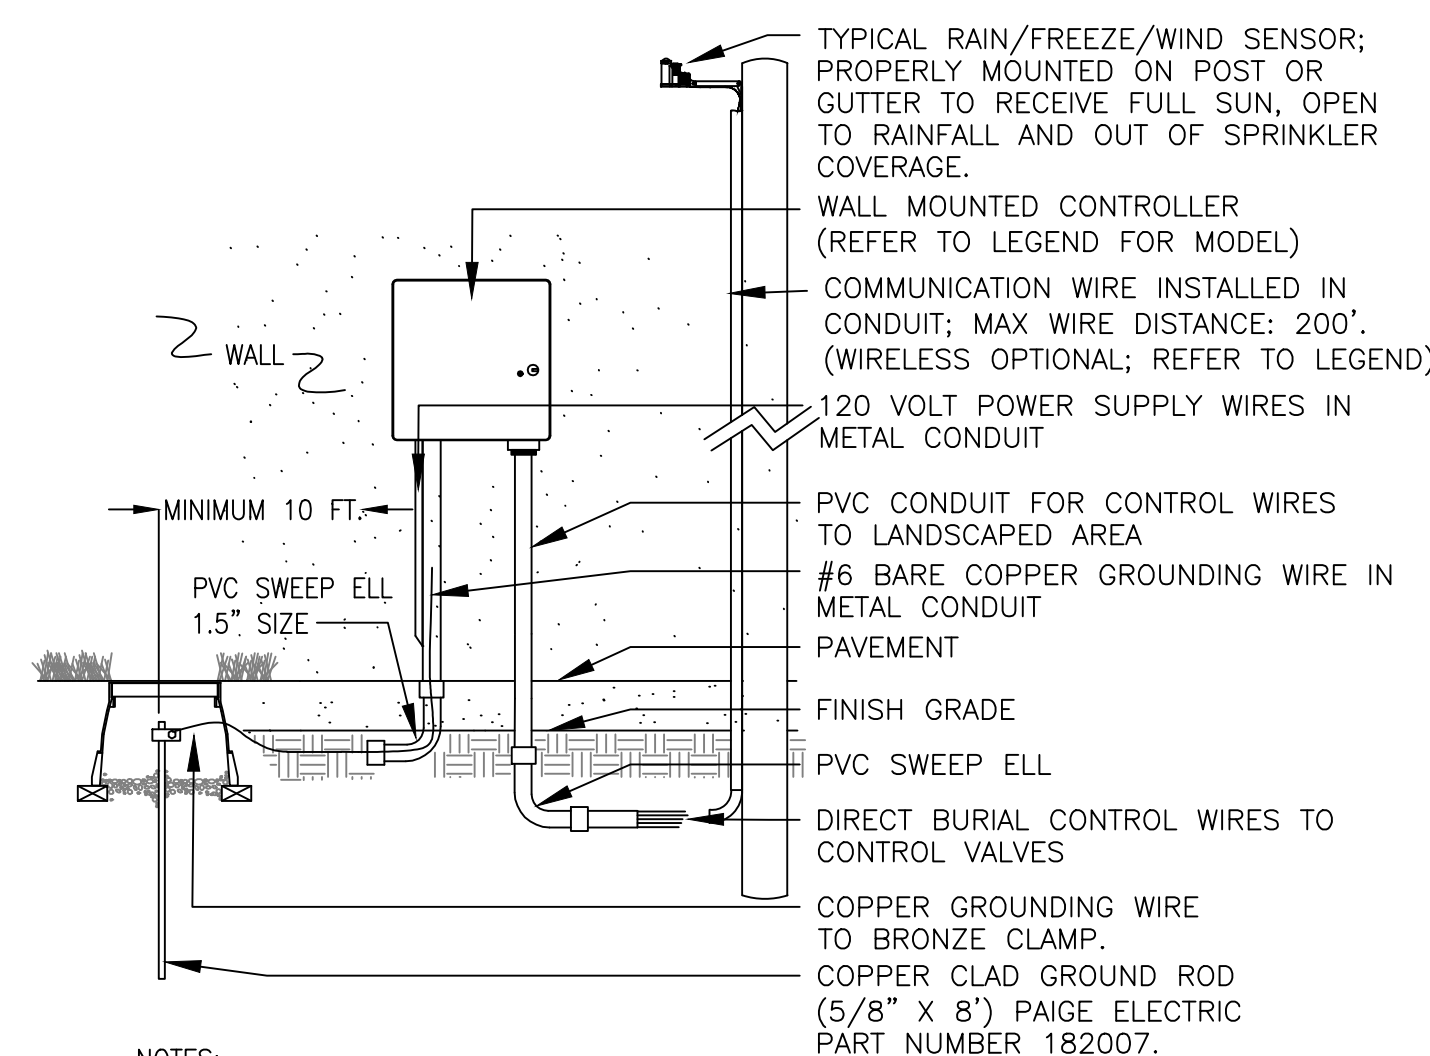 TYPICAL RAIN/FREEZE/WIND SENSOR;
PROPERLY MOUNTED ON POST OR
GUTTER TO RECEIVE FULL SUN, OPEN
TO RAINFALL AND OUT OF SPRINKLER
COVERAGE.
WALL MOUNTED CONTROLLER
(REFER TO LEGEND FOR MODEL)
COMMUNICATION WIRE INSTALLED IN
CONDUIT; MAX WIRE DISTANCE: 200'.
(WIRELESS OPTIONAL; REFER TO LEGEND)
WALL
120 VOLT POWER SUPPLY WIRES IN
METAL CONDUIT
MINIMUM 10 FT.
PVC CONDUIT FOR CONTROL WIRES
TO LANDSCAPED AREA
PVC SWEEP ELL
1.5" SIZE
#6 BARE COPPER GROUNDING WIRE IN
METAL CONDUIT
PAVEMENT
FINISH GRADE
PVC SWEEP ELL
DIRECT BURIAL CONTROL WIRES TO
CONTROL VALVES
COPPER GROUNDING WIRE
TO BRONZE CLAMP.
COPPER CLAD GROUND ROD
(5/8" X 8') PAIGE ELECTRIC
PART NUMBER 182007.
NOTES: